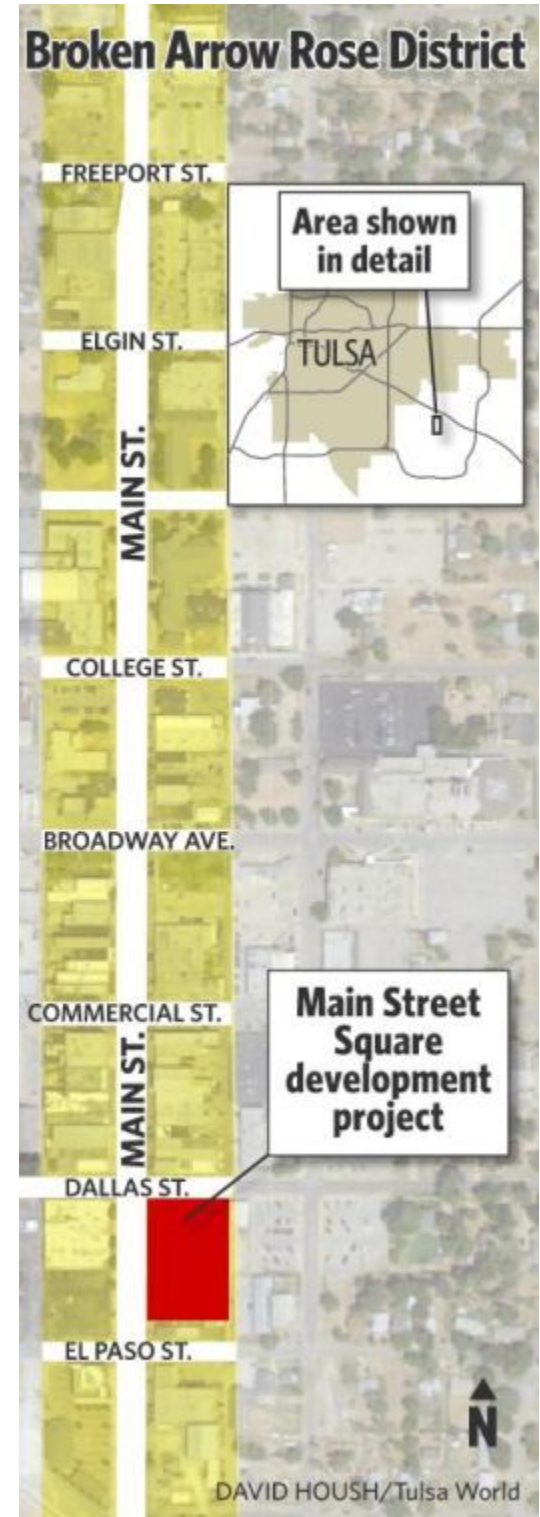 Broken Arrow Rose District
FREEPORT ST.
Area shown
in detail
ELGIN ST.
TULSA
MAIN ST.
COLLEGE ST.
BROADWAY AVE.
COMMERCIAL ST.
Main Street
Square
development
project
MAIN ST.
DALLAS ST.
EL PASO ST.
N
DAVID HOUSH/Tulsa World